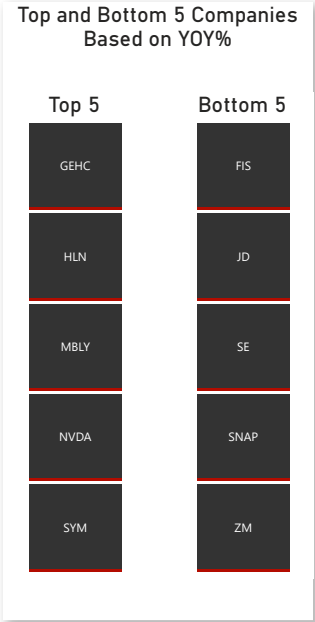 Top and Bottom 5 Companies
Based on YOY%
Top 5
GEHC
HLN
MBLY
NVDA
SYM
Bottom 5
FIS
JD
SE
SNAP
ZM